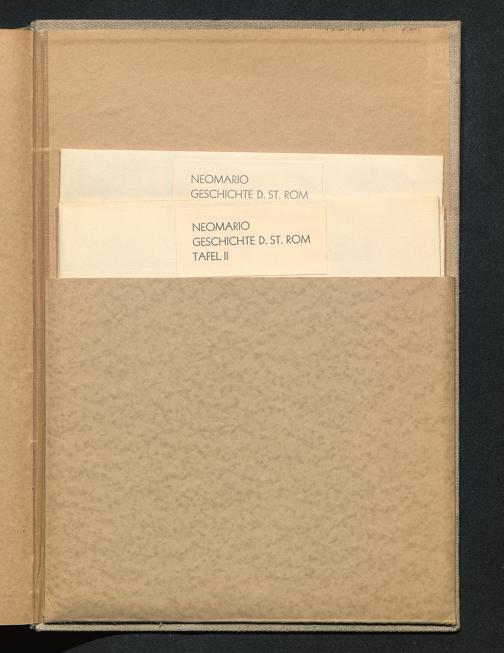 NEOMARIO
GESCHICHTE D. ST. ROM
NEOMARIO
GESCHICHTE D. ST. ROM
TAFEL II